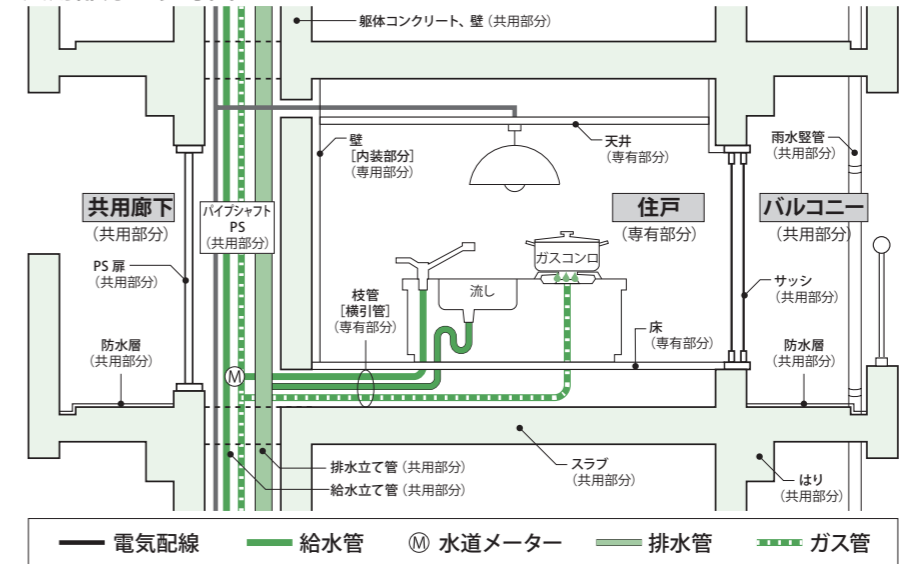 躯体コンクリート、壁（共用部分）
壁
［内装部分］
（専用部分）
天井
（専有部分）
雨水竪管
（共用部分）
共用廊下
（共用部分）
パイプシャフト
PS
（共用部分）
住戸
（専有部分）
バルコニー
（共用部分）
PS 扉
（共用部分）
ガスコンロ
流し
サッシ
（共用部分）
枝管
［横引管］
（専有部分）
床
（専有部分）
防水層
（共用部分）
防水層
（共用部分）
M
排水立て管（共用部分）
給水立て管（共用部分）
スラブ
（共用部分）
はり
（共用部分）
電気配線 給水管 Ⓜ 水道メーター 排水管 ガス管